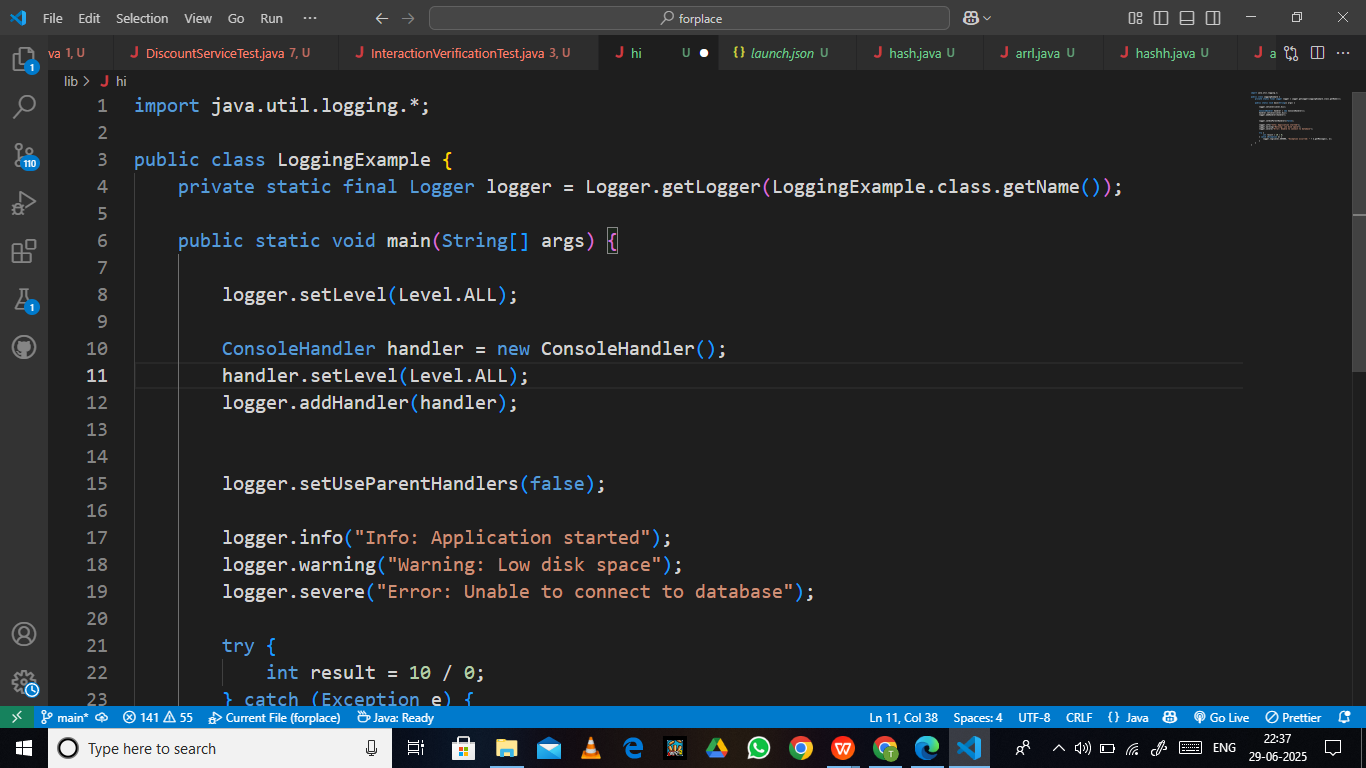 File Edit Selection View Go Run ··· forplace
va 1, U DiscountServiceTest.java 7, U InteractionVerificationTest.java 3, U hi U launch.json U hash.java U arrl.java U hashh.java U a
lib > hi
1 import java.util.logging.*;
2
3 public class LoggingExample {
4 private static final Logger logger = Logger.getLogger(LoggingExample.class.getName());
5
6 public static void main(String[] args) {
7
8 logger.setLevel(Level.ALL);
9
10 ConsoleHandler handler = new ConsoleHandler();
11 handler.setLevel(Level.ALL);
12 logger.addHandler(handler);
13
14
15 logger.setUseParentHandlers(false);
16
17 logger.info("Info: Application started");
18 logger.warning("Warning: Low disk space");
19 logger.severe("Error: Unable to connect to database");
20
21 try {
22 int result = 10 / 0;
23 } catch (Exception e) {
1
110
1
main* 141 55 Current File (forplace) Java: Ready Ln 11, Col 38 Spaces: 4 UTF-8 CRLF {} Java Go Live Prettier
Type here to search ENG 22:37
29-06-2025